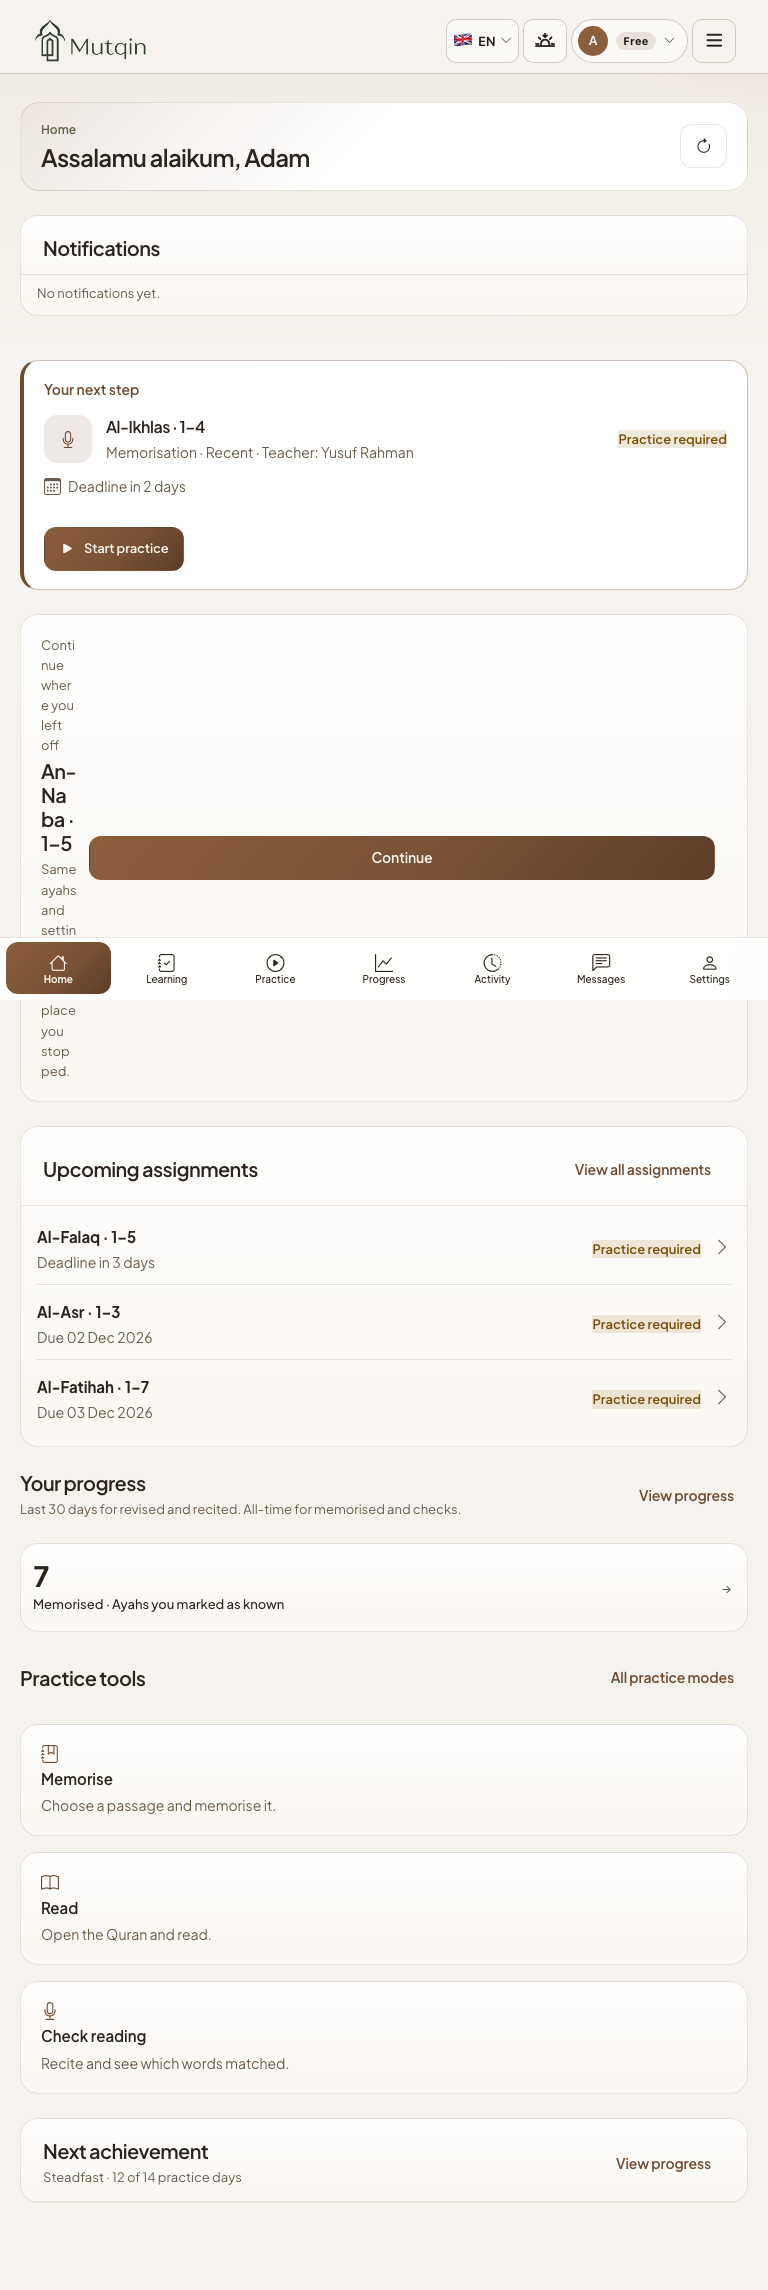 Mutqin
EN
A
Free
Home
Assalamu alaikum, Adam
Notifications
No notifications yet.
Your next step
Al-Ikhlas · 1–4
Memorisation · Recent · Teacher: Yusuf Rahman
Practice required
Deadline in 2 days
Start practice
Conti
nue
wher
e you
left
off
An-
Na
ba ·
1–5
Same
ayahs
and
settin
Continue
Home
Learning
Practice
Progress
Activity
Messages
Settings
place
you
stop
ped.
Upcoming assignments
View all assignments
Al-Falaq · 1–5
Deadline in 3 days
Practice required
Al-Asr · 1–3
Due 02 Dec 2026
Practice required
Al-Fatihah · 1–7
Due 03 Dec 2026
Practice required
Your progress
Last 30 days for revised and recited. All-time for memorised and checks.
View progress
7
Memorised · Ayahs you marked as known
Practice tools
All practice modes
Memorise
Choose a passage and memorise it.
Read
Open the Quran and read.
Check reading
Recite and see which words matched.
Next achievement
Steadfast · 12 of 14 practice days
View progress